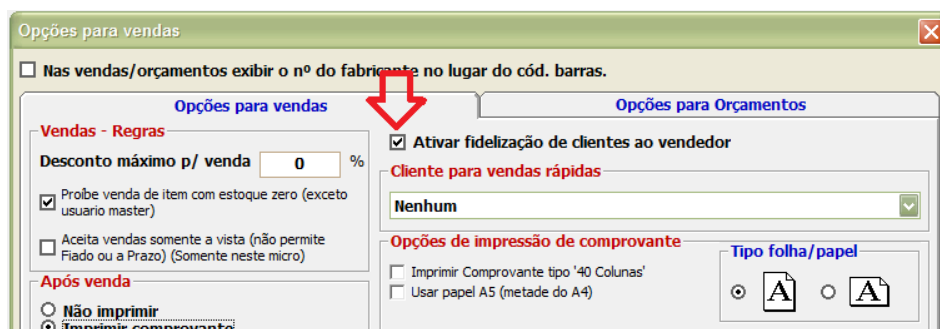 Opções para vendas
Nas vendas/orçamentos exibir o nº do fabricante no lugar do cód. barras.
Opções para vendas
Opções para Orçamentos
Vendas - Regras
Desconto máximo p/ venda 0 %
Proíbe venda de item com estoque zero (exceto
usuario master)
Aceita vendas somente a vista (não permite
Fiado ou a Prazo) (Somente neste micro)
Após venda
Não imprimir
Imprimir comprovante
Ativar fidelização de clientes ao vendedor
Cliente para vendas rápidas
Nenhum
Opções de impressão de comprovante
Imprimir Comprovante tipo '40 Colunas'
Usar papel A5 (metade do A4)
Tipo folha/papel
A A